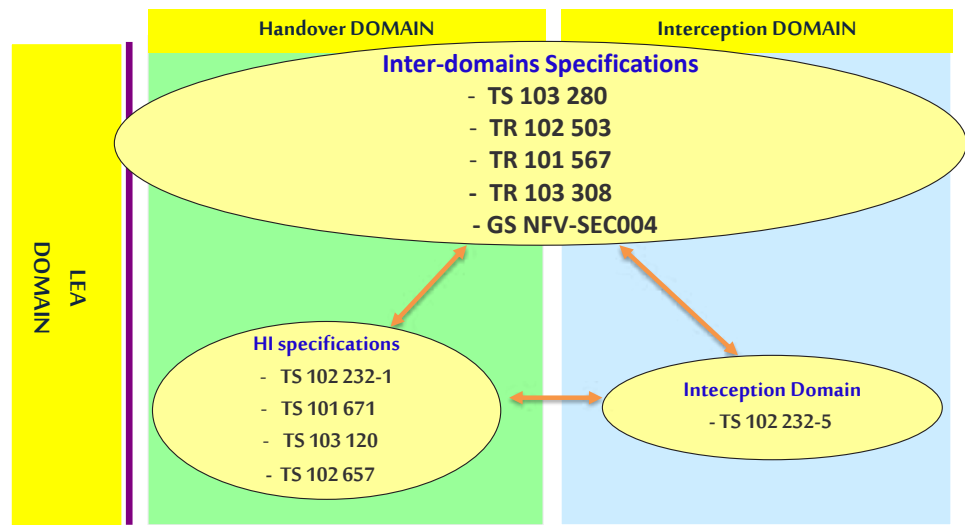 Handover DOMAIN
Interception DOMAIN
Inter-domains Specifications
- TS 103 280
- TR 102 503
- TR 101 567
- TR 103 308
- GS NFV-SEC004
LEA
DOMAIN
HI specifications
- TS 102 232-1
- TS 101 671
- TS 103 120
- TS 102 657
Inteception Domain
- TS 102 232-5